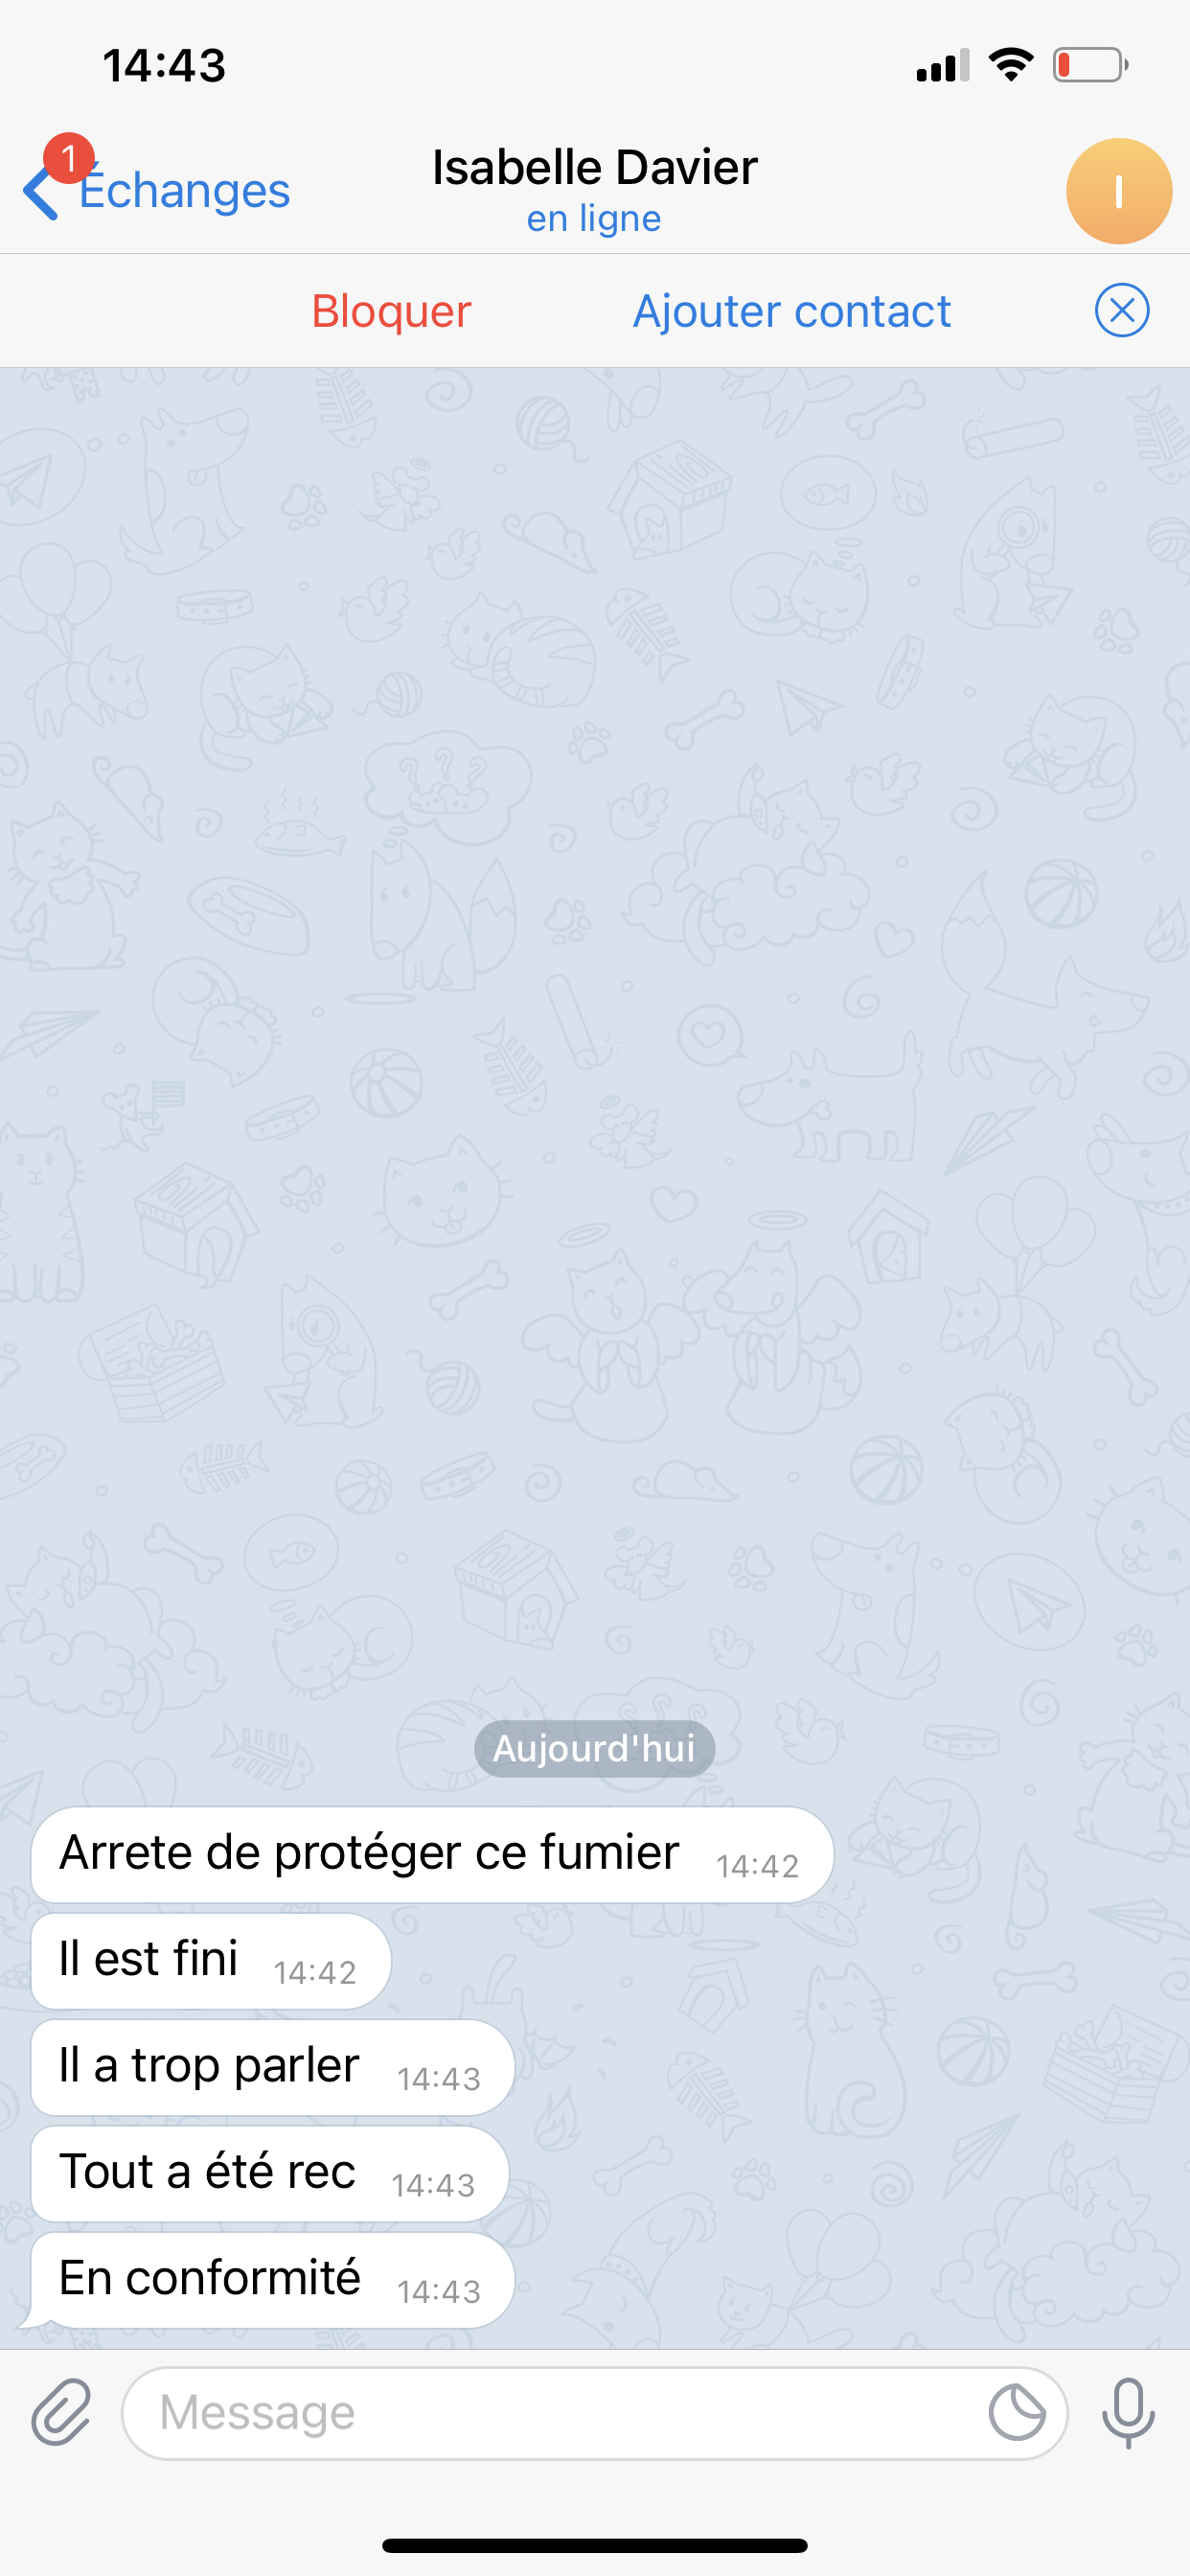 14:43
1
Échanges
Isabelle Davier
en ligne
I
Bloquer
Ajouter contact
Aujourd'hui
Arrete de protéger ce fumier 14:42
Il est fini 14:42
Il a trop parler 14:43
Tout a été rec 14:43
En conformité 14:43
Message